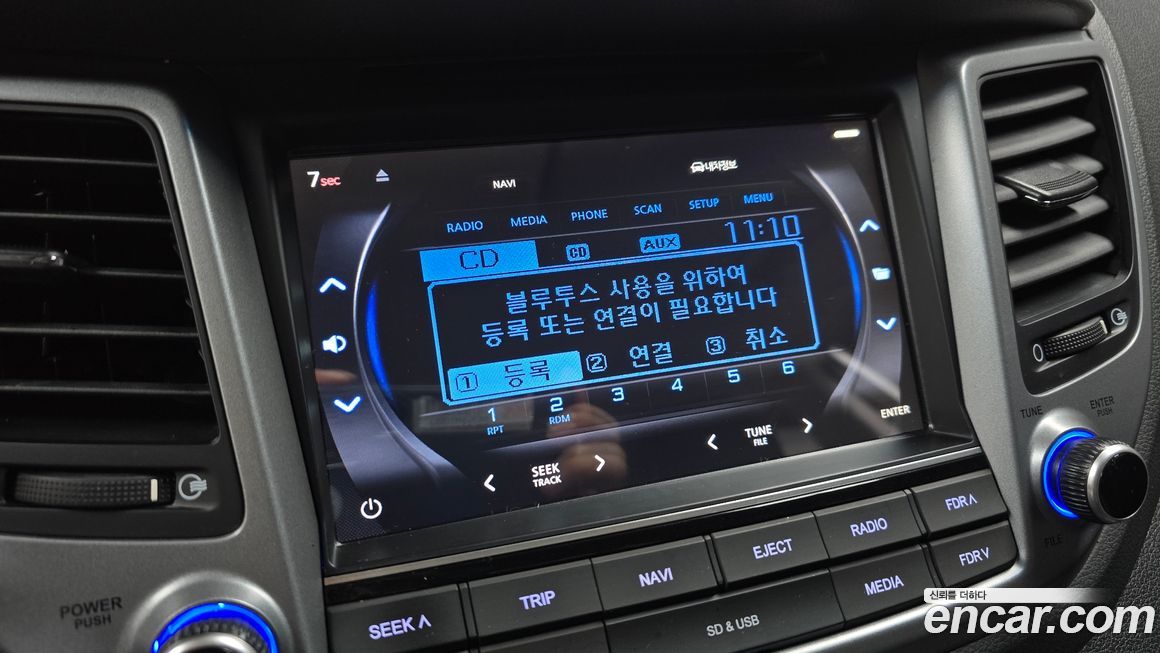 7 sec
NAVI
내차정보
RADIO MEDIA PHONE SCAN SETUP MENU
CD CD AUX 11:10
블루투스 사용을 위하여
등록 또는 연결이 필요합니다
1 등록 2 연결 3 취소
1 2 3 4 5 6
RPT RDM
ENTER
SEEK
TRACK
TUNE
FILE
TUNE
ENTER
PUSH
FILE
POWER
PUSH
SEEK ∧ TRIP NAVI EJECT RADIO FDR ∧
SD & USB MEDIA FDR ∨
0
신뢰를 더하다
encar.com